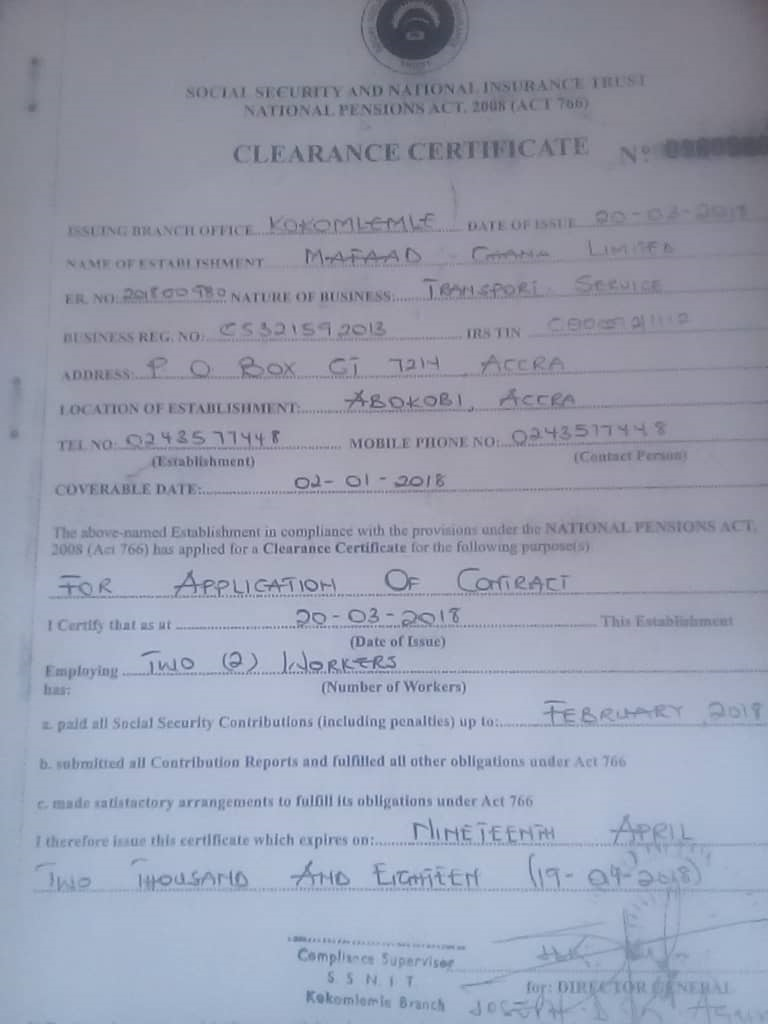 SOCIAL SECURITY AND NATIONAL INSURANCE TRUST
NATIONAL PENSIONS ACT, 2008 (ACT 766)
CLEARANCE CERTIFICATE No
ISSUING BRANCH OFFICE KOKOMLEMLE DATE OF ISSUE 20-03-2018
NAME OF ESTABLISHMENT MAFAAD GHANA LIMITED
ER. NO: 201800980 NATURE OF BUSINESS: TRANSPORT SERVICE
BUSINESS REG. NO: CS321592013 IRS TIN
ADDRESS: P O BOX GT 7214 ACCRA
LOCATION OF ESTABLISHMENT: ABOKOBI, ACCRA
TEL NO: 0243577448 MOBILE PHONE NO: 0243577448
(Establishment) (Contact Person)
COVERABLE DATE: 02-01-2018
The above-named Establishment in compliance with the provisions under the NATIONAL PENSIONS ACT,
2008 (Act 766) has applied for a Clearance Certificate for the following purpose(s)
FOR APPLICATION OF CONTRACT
I Certify that as at 20-03-2018 This Establishment
(Date of Issue)
Employing TWO (2) WORKERS
has: (Number of Workers)
a. paid all Social Security Contributions (including penalties) up to: FEBRUARY, 2018
b. submitted all Contribution Reports and fulfilled all other obligations under Act 766
c. made satisfactory arrangements to fulfill its obligations under Act 766
I therefore issue this certificate which expires on: NINETEENTH APRIL
TWO THOUSAND AND EIGHTEEN (19-04-2018)
Compliance Supervisor
S. S. N. I. T.
Kokomlemle Branch
for: DIRECTOR GENERAL
JOSEPH